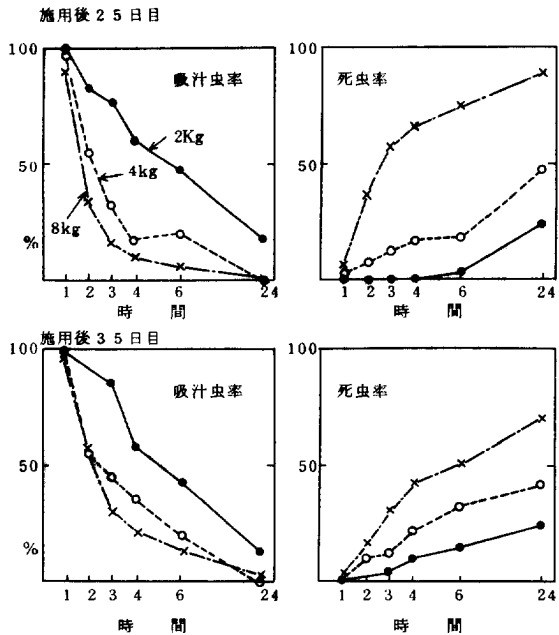 施用後25日目
100
50
%
吸汁虫率
2Kg
4kg
8kg
1 2 3 4 6 24
時間
100
50
死虫率
1 2 3 4 6 24
時間
施用後35日目
100
50
%
吸汁虫率
1 2 3 4 6 24
時間
100
50
死虫率
1 2 3 4 6 24
時間